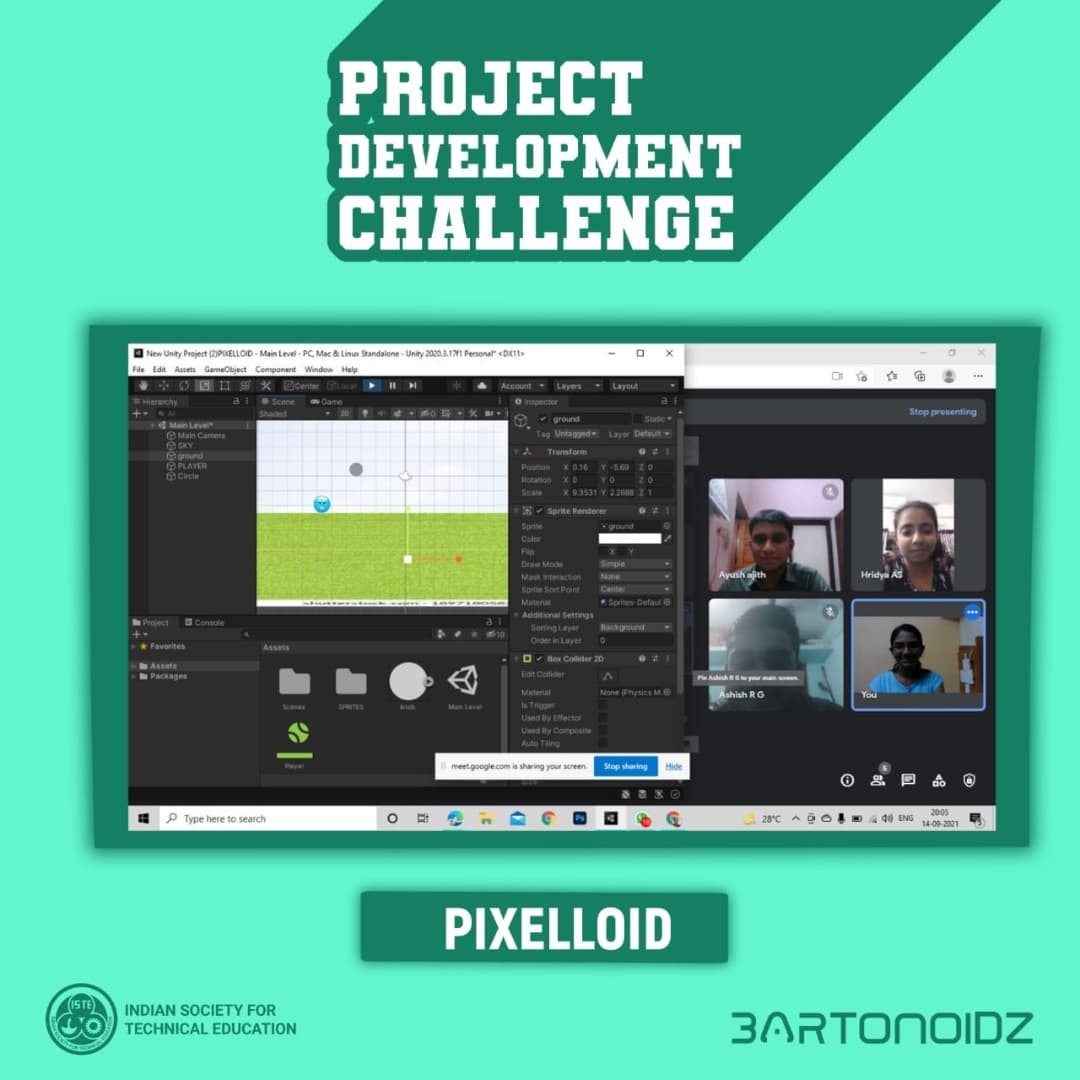 PROJECT
DEVELOPMENT
CHALLENGE
New Unity Project (2)PIXELLOID - Main Level - PC, Mac & Linux Standalone - Unity 2020.3.17f1 Personal* <DX11>
File Edit Assets GameObject Component Window Help
Center Local Account Layers Layout
Hierarchy Scene Game Inspector
All Shaded 2D
Main Level*
Main Camera
SKY
ground
PLAYER
Circle
ground Static
Tag Untagged Layer Default
Transform
Position X 0.16 Y -5.69 Z 0
Rotation X 0 Y 0 Z 0
Scale X 9.3531 Y 2.2688 Z 1
Sprite Renderer
Sprite ground
Color
Flip X Y
Draw Mode Simple
Mask Interaction None
Sprite Sort Point Center
Material Sprites-Defaul
Additional Settings
Sorting Layer Background
Order in Layer 0
Box Collider 2D
Edit Collider
Material None (Physics M
Is Trigger
Used By Effector
Used By Composite
Auto Tiling
Project Console
Favorites
Assets
Packages
Assets
Scenes SPRITES knob Main Level
Player
meet.google.com is sharing your screen. Stop sharing Hide
Stop presenting
Ayush ajith
Hridya AS
Pin Ashish R G to your main screen.
Ashish R G
You
Type here to search
28°C ENG
20:05
14-09-2021
PIXELLOID
ISTE
INDIAN SOCIETY FOR
TECHNICAL EDUCATION
BARTONOIDZ